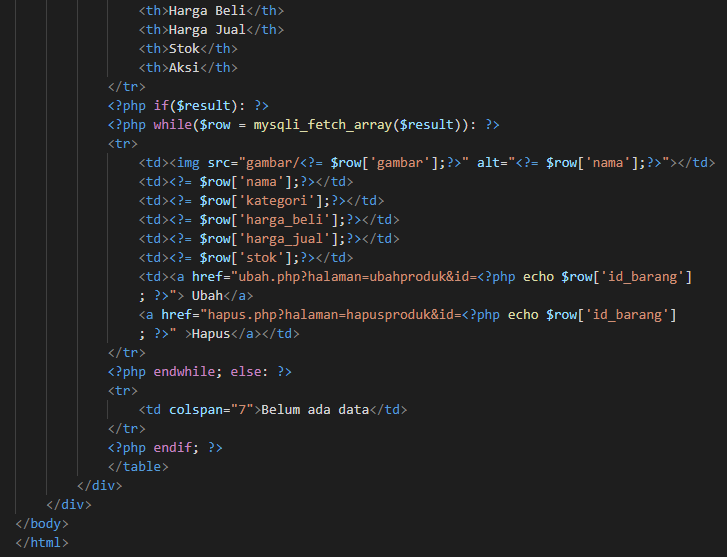 <th>Harga Beli</th>
<th>Harga Jual</th>
<th>Stok</th>
<th>Aksi</th>
</tr>
<?php if($result): ?>
<?php while($row = mysqli_fetch_array($result)): ?>
<tr>
<td><img src="gambar/<?= $row['gambar'];?>" alt="<?= $row['nama'];?>"></td>
<td><?= $row['nama'];?></td>
<td><?= $row['kategori'];?></td>
<td><?= $row['harga_beli'];?></td>
<td><?= $row['harga_jual'];?></td>
<td><?= $row['stok'];?></td>
<td><a href="ubah.php?halaman=ubahproduk&id=<?php echo $row['id_barang']
; ?>"> Ubah</a>
<a href="hapus.php?halaman=hapusproduk&id=<?php echo $row['id_barang']
; ?>" >Hapus</a></td>
</tr>
<?php endwhile; else: ?>
<tr>
<td colspan="7">Belum ada data</td>
</tr>
<?php endif; ?>
</table>
</div>
</div>
</body>
</html>